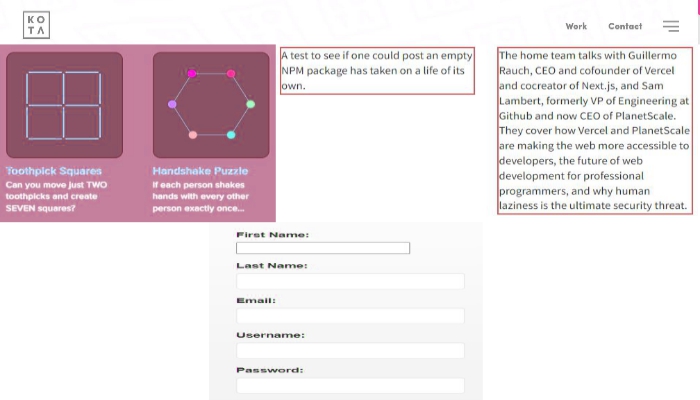 KO
TA
Work
Contact
Toothpick Squares
Can you move just TWO
toothpicks and create
SEVEN squares?
Handshake Puzzle
If each person shakes
hands with every other
person exactly once...
A test to see if one could post an empty
NPM package has taken on a life of its
own.
The home team talks with Guillermo
Rauch, CEO and cofounder of Vercel
and cocreator of Next.js, and Sam
Lambert, formerly VP of Engineering at
Github and now CEO of PlanetScale.
They cover how Vercel and PlanetScale
are making the web more accessible to
developers, the future of web
development for professional
programmers, and why human
laziness is the ultimate security threat.
First Name:
Last Name:
Email:
Username:
Password: